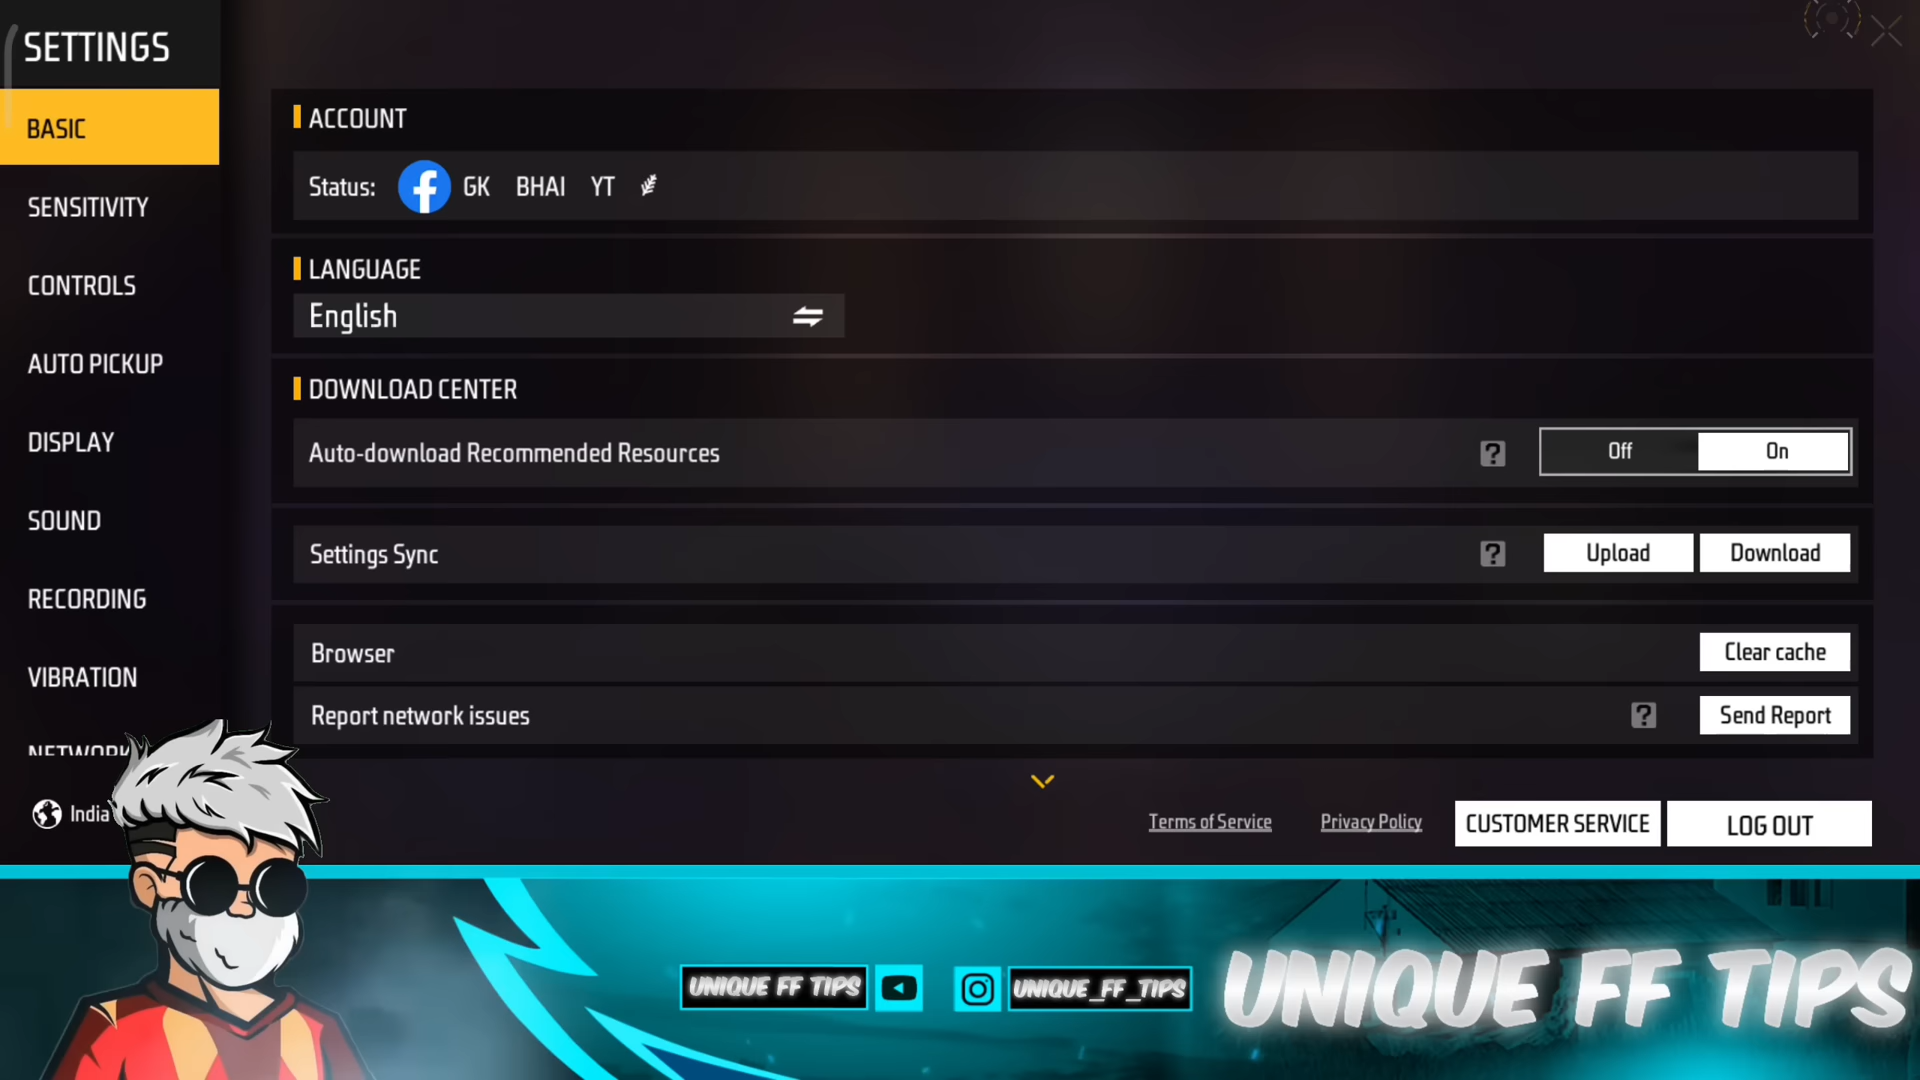 SETTINGS
BASIC
SENSITIVITY
CONTROLS
AUTO PICKUP
DISPLAY
SOUND
RECORDING
VIBRATION
NETWORK
India
ACCOUNT
Status: GK BHAI YT
LANGUAGE
English
DOWNLOAD CENTER
Auto-download Recommended Resources ? Off On
Settings Sync ? Upload Download
Browser Clear cache
Report network issues ? Send Report
Terms of Service Privacy Policy CUSTOMER SERVICE LOG OUT
UNIQUE FF TIPS UNIQUE_FF_TIPS UNIQUE FF TIPS